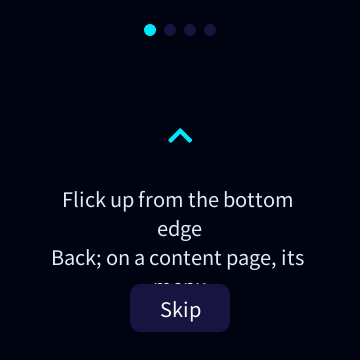 Flick up from the bottom
edge
Back; on a content page, its
Skip